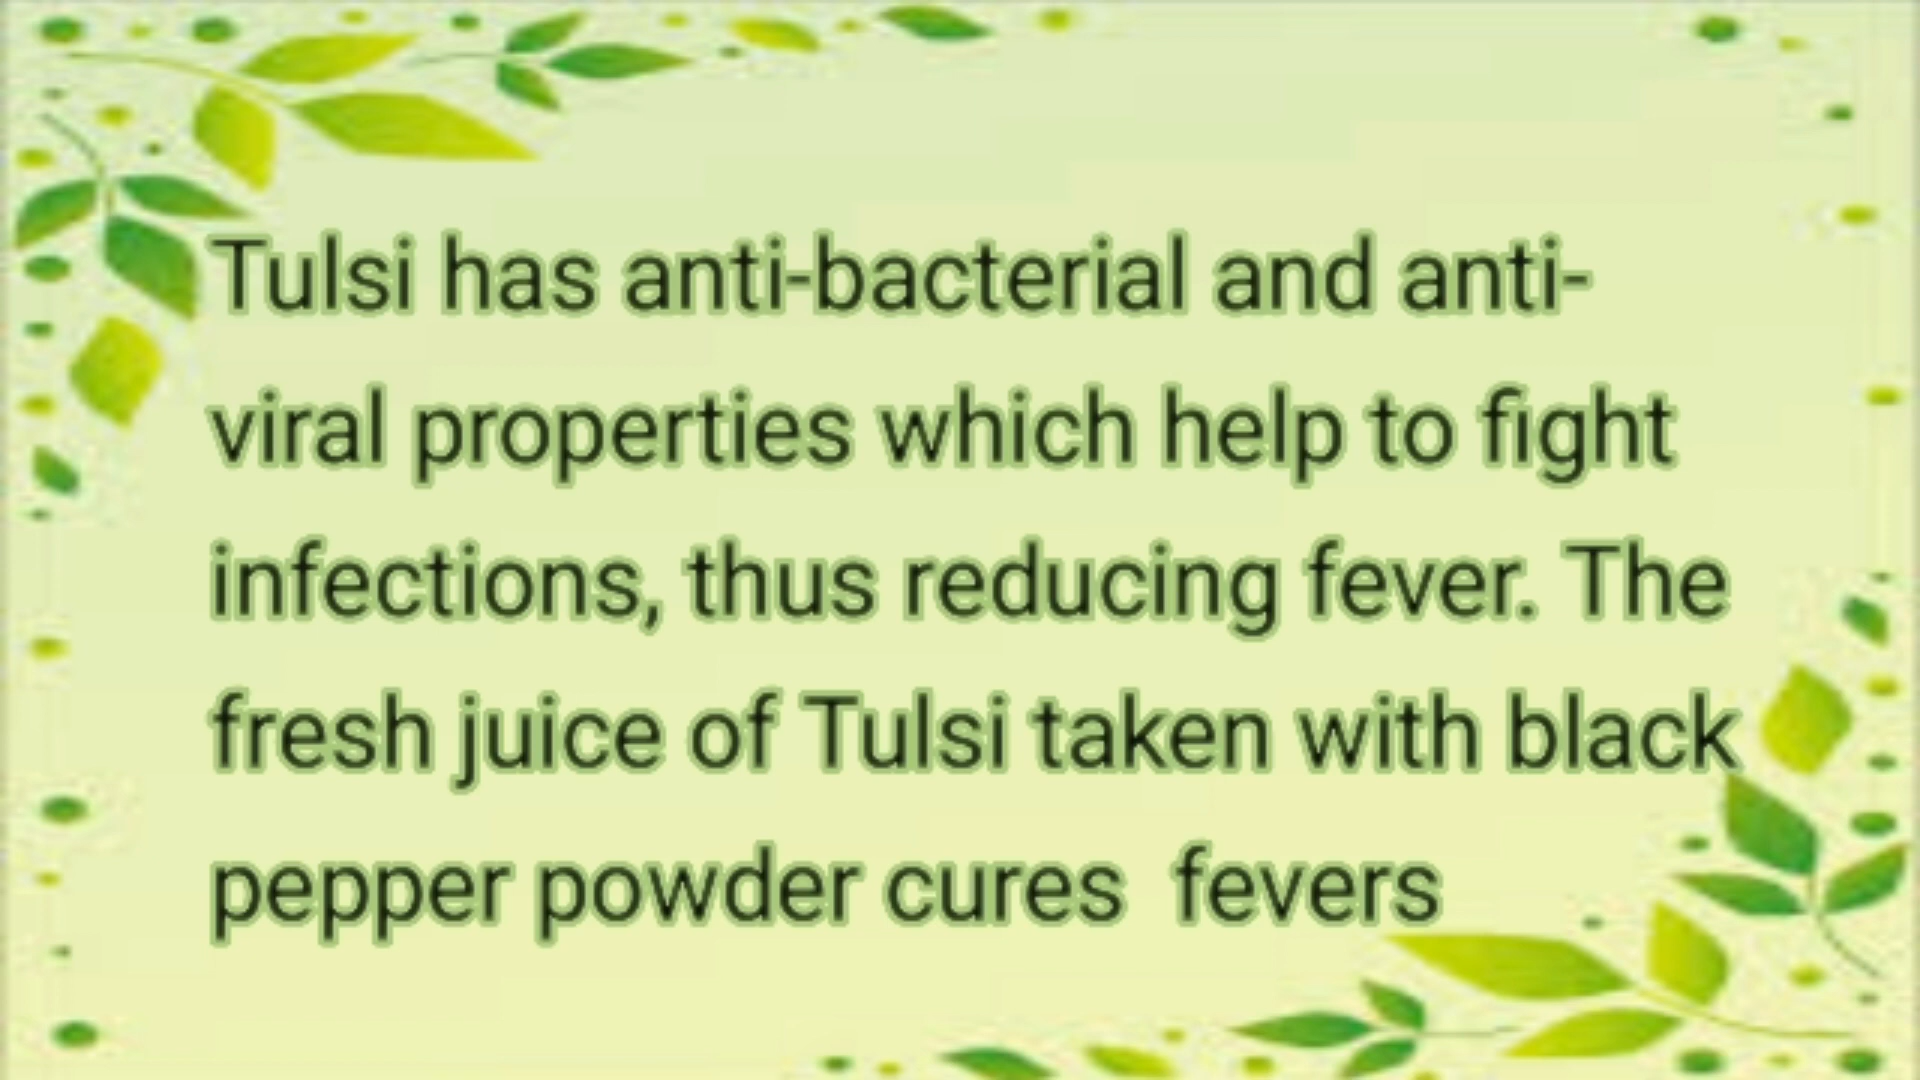 Tulsi has anti-bacterial and anti-
viral properties which help to fight
infections, thus reducing fever. The
fresh juice of Tulsi taken with black
pepper powder cures  fevers